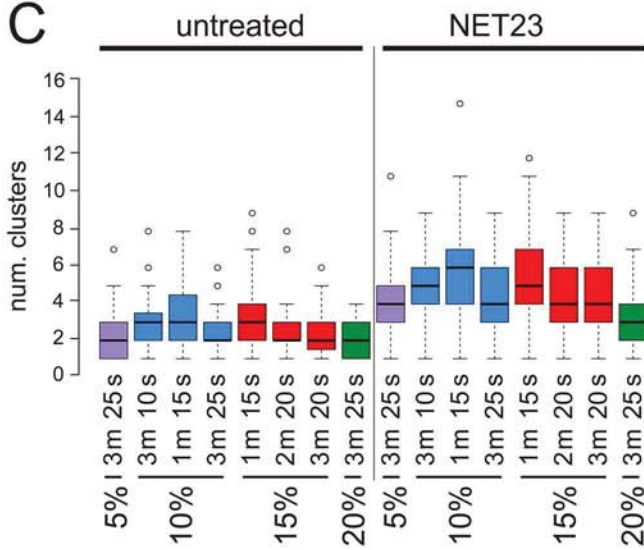 C
untreated
NET23
num. clusters
16
14
12
10
8
6
4
2
0
3m 25 s
3m 10 s
1m 15 s
3m 25 s
1m 15 s
2m 20 s
3m 20 s
3m 25 s
3m 25 s
3m 10 s
1m 15 s
3m 25 s
1m 15 s
2m 20 s
3m 20 s
3m 25 s
5%
10%
15%
20%
5%
10%
15%
20%